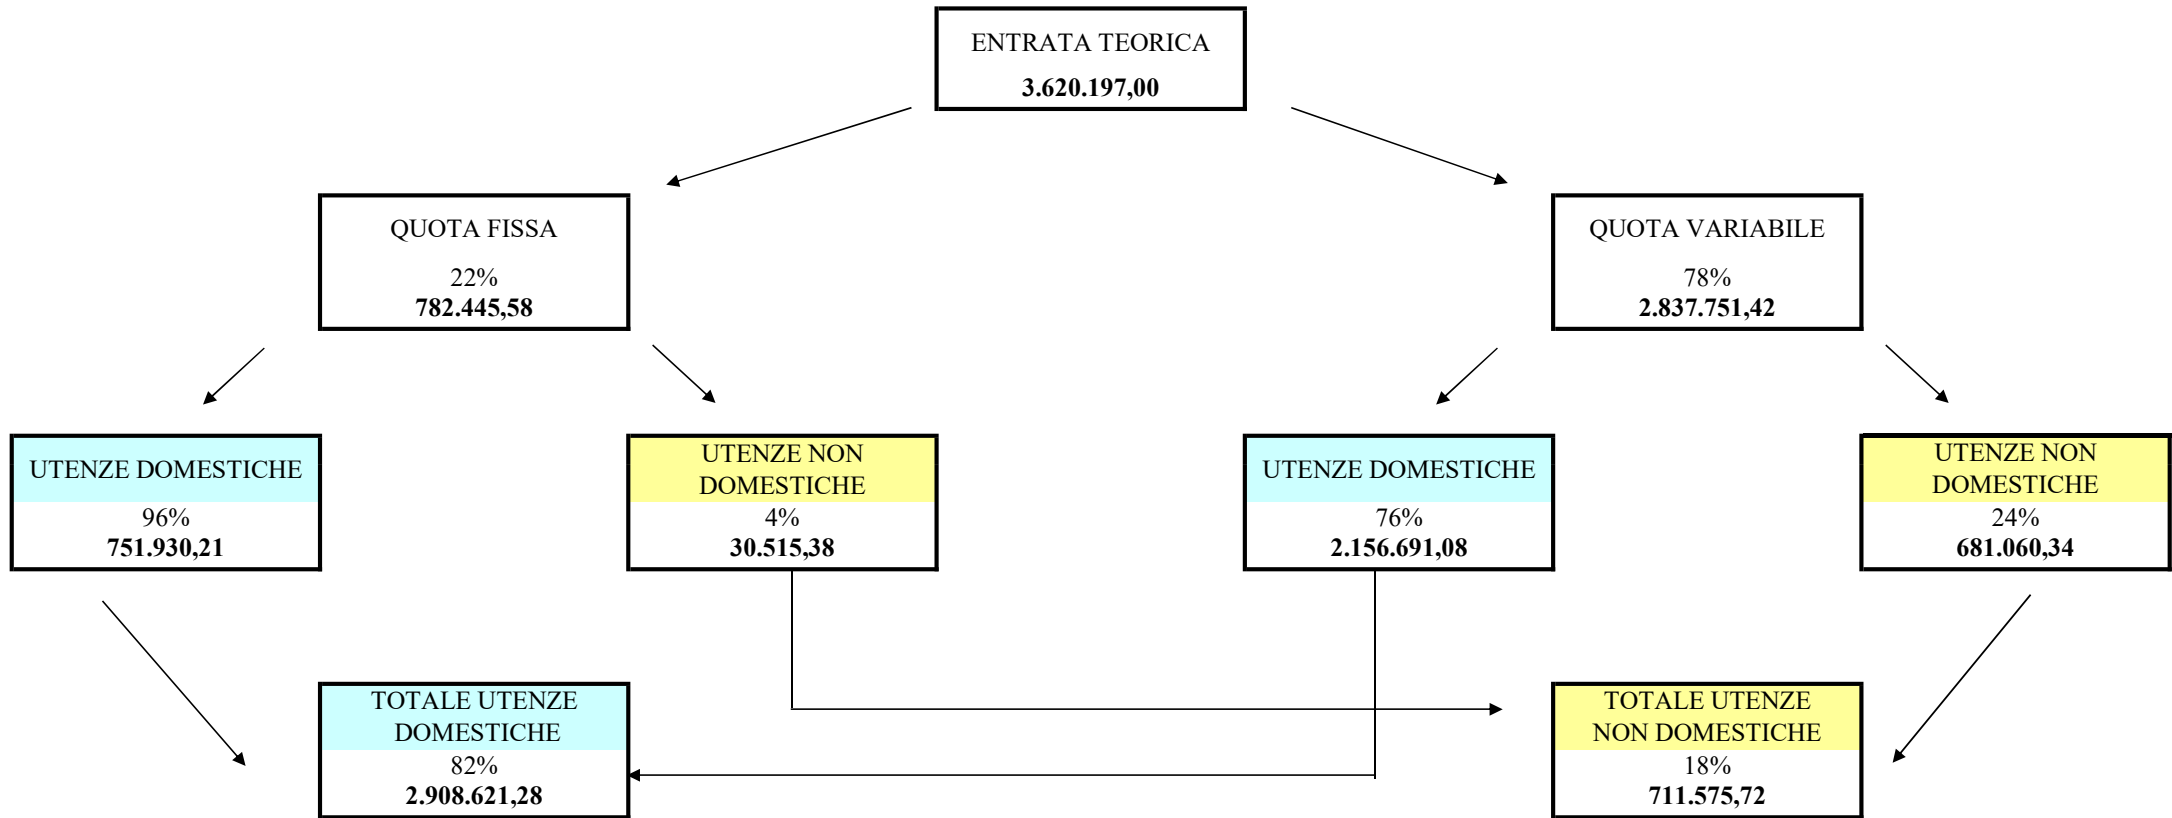 ENTRATA TEORICA
3.620.197,00
QUOTA FISSA
22%
782.445,58
QUOTA VARIABILE
78%
2.837.751,42
UTENZE DOMESTICHE
96%
751.930,21
UTENZE NON
DOMESTICHE
4%
30.515,38
UTENZE DOMESTICHE
76%
2.156.691,08
UTENZE NON
DOMESTICHE
24%
681.060,34
TOTALE UTENZE
DOMESTICHE
82%
2.908.621,28
TOTALE UTENZE
NON DOMESTICHE
18%
711.575,72